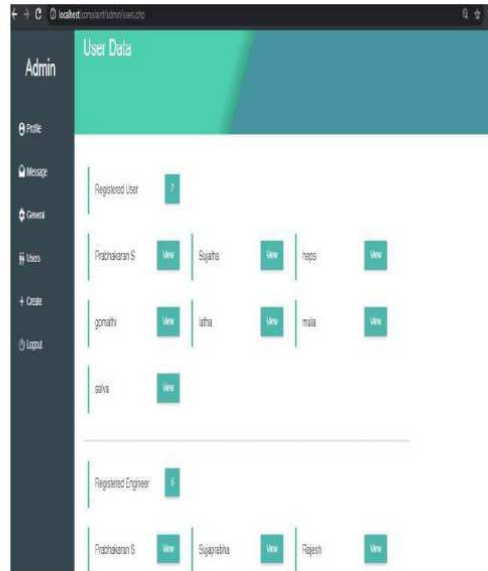 localhost/complaint/admin/users.php
User Data
Admin
Profile
Message
General
Users
+ Create
Logout
Registered User 7
Prabhakaran S View Sujatha View heps View
gomathi View latha View mala View
selva View
Registered Engineer 6
Prabhakaran S View Sujaprabha View Rajesh View